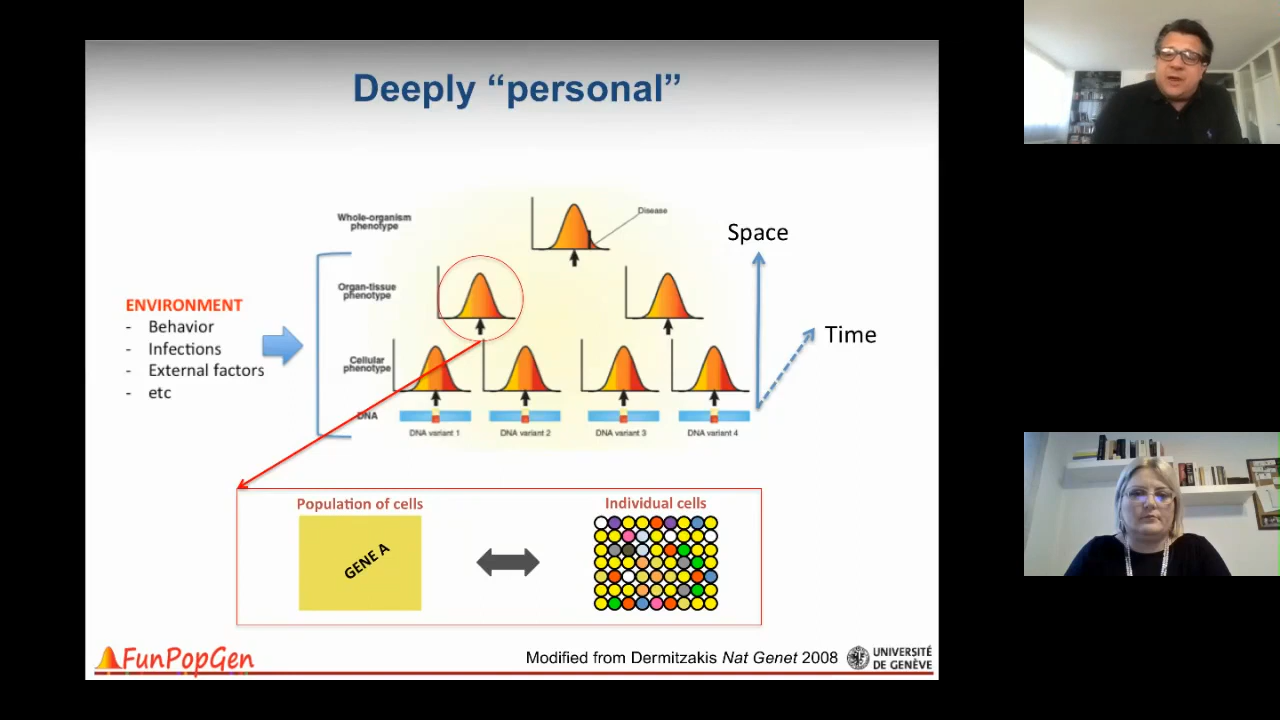 Deeply “personal”
Whole-organism
phenotype
Disease
Space
Organ-tissue
phenotype
ENVIRONMENT
- Behavior
- Infections
- External factors
- etc
Time
Cellular
phenotype
DNA
DNA variant 1
DNA variant 2
DNA variant 3
DNA variant 4
Population of cells
Individual cells
GENE A
FunPopGen
Modified from Dermitzakis Nat Genet 2008
UNIVERSITÉ
DE GENÈVE